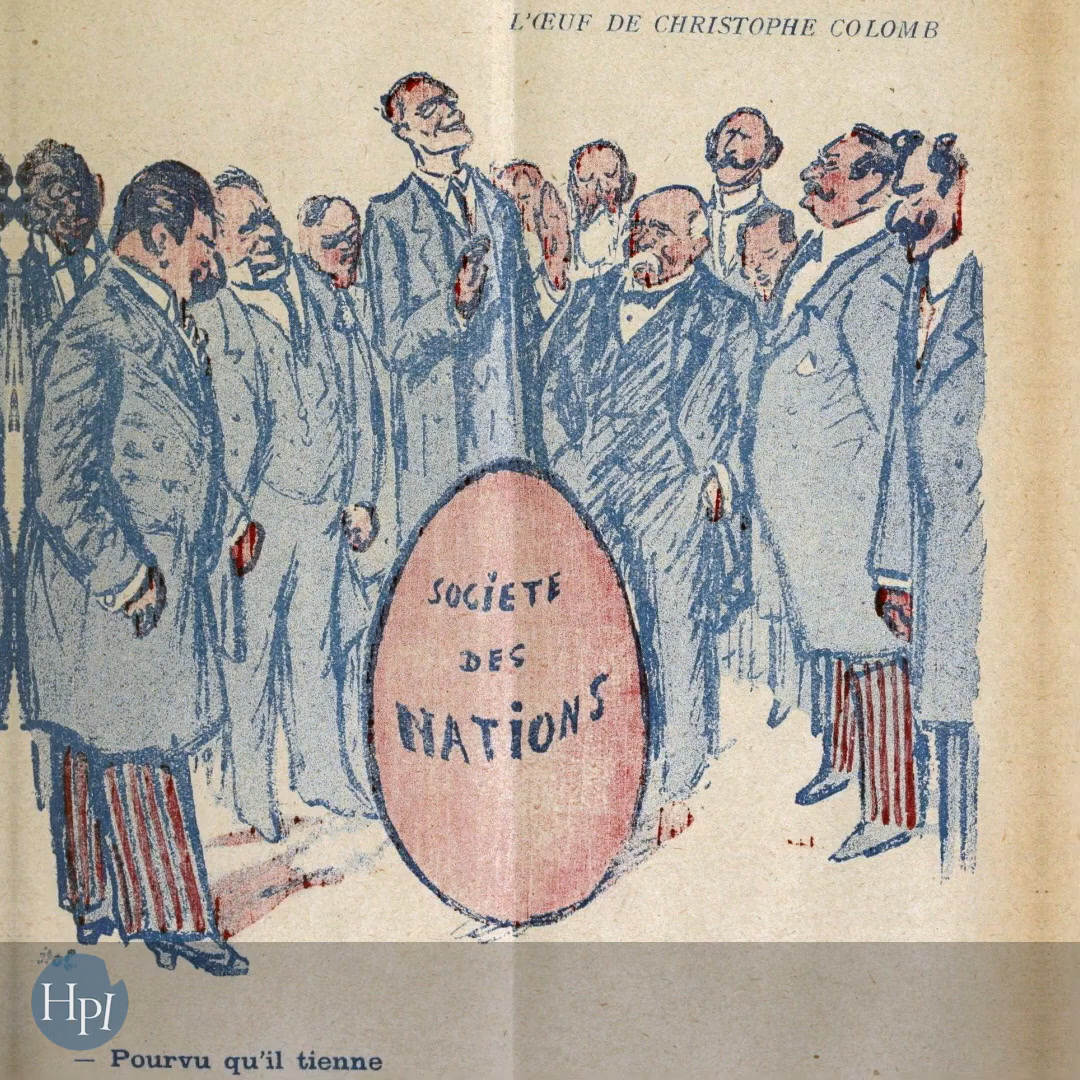 L'ŒUF DE CHRISTOPHE COLOMB
SOCIETE
DES
NATIONS
HPI
— Pourvu qu'il tienne